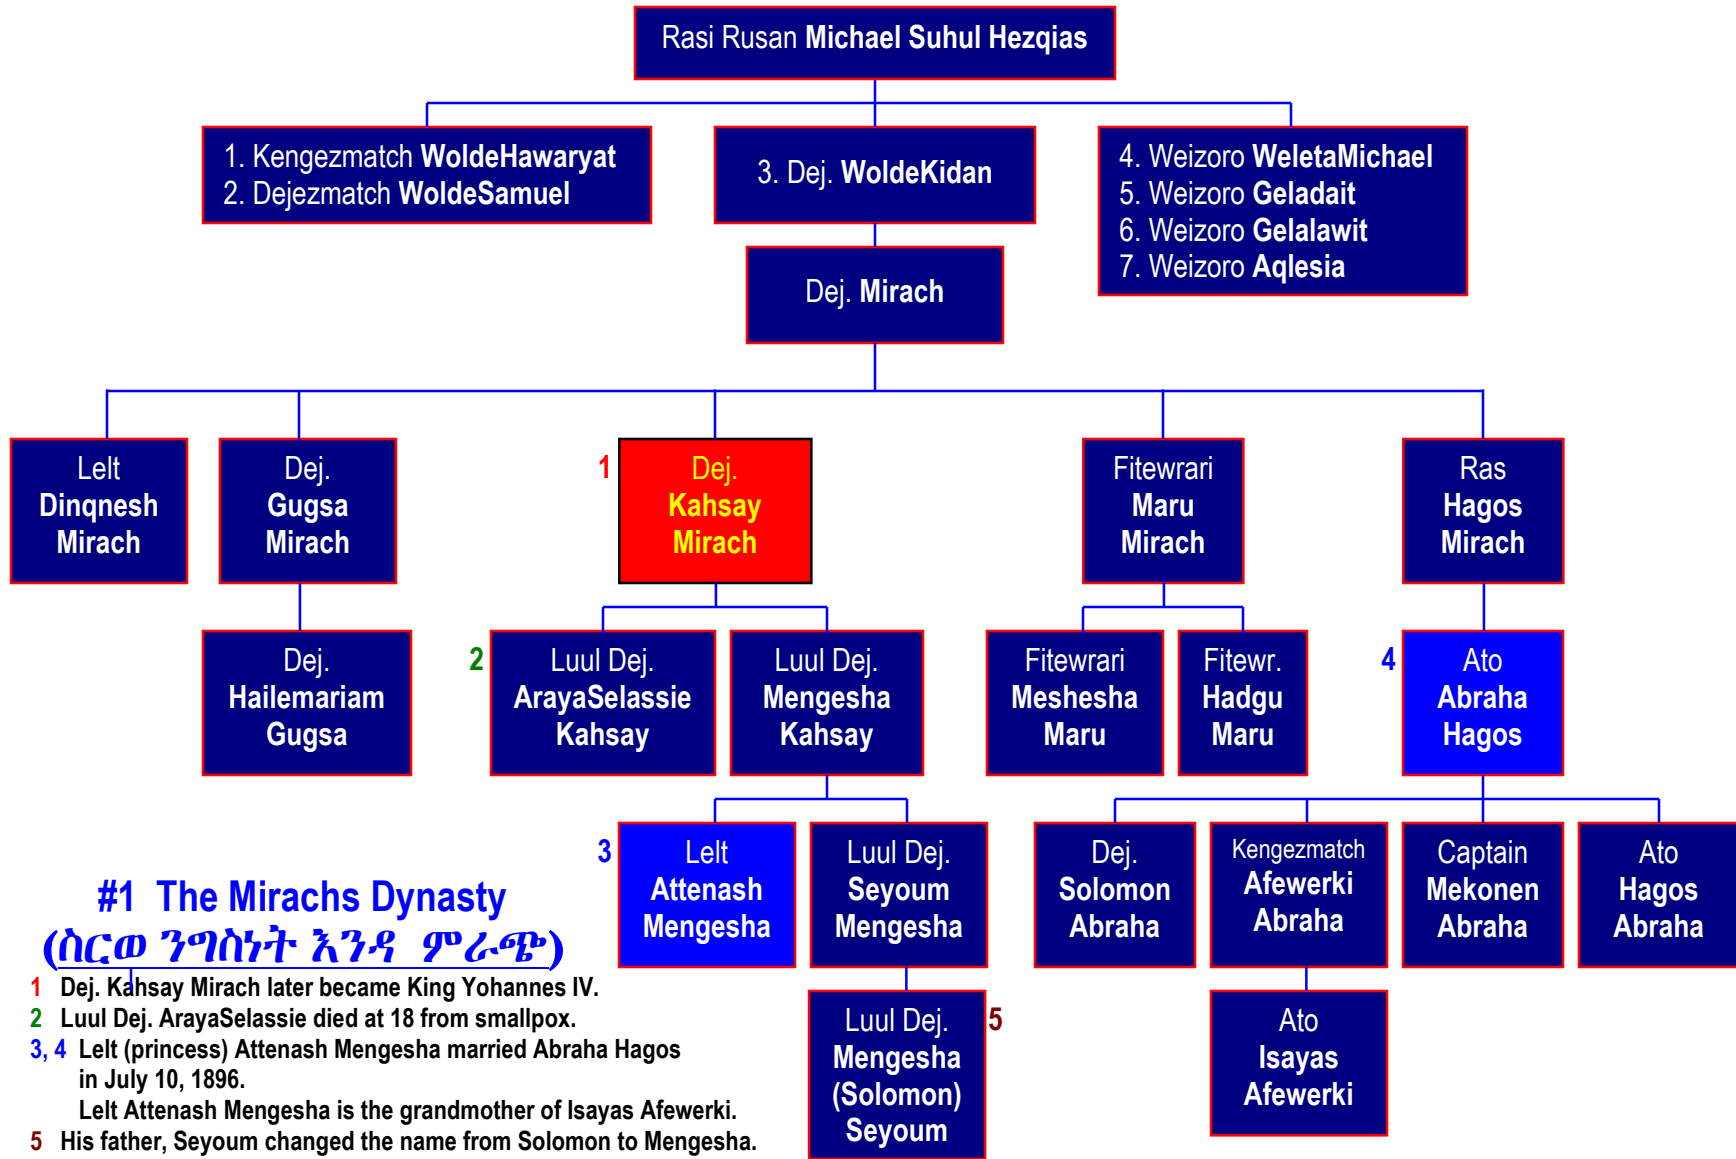 Rasi Rusan Michael Suhul Hezqias
1. Kengezmatch WoldeHawaryat
2. Dejezmatch WoldeSamuel
3. Dej. WoldeKidan
4. Weizoro WeletaMichael
5. Weizoro Geladait
6. Weizoro Gelalawit
7. Weizoro Aqlesia
Dej. Mirach
Lelt
Dinqnesh
Mirach
Dej.
Gugsa
Mirach
1
Dej.
Kahsay
Mirach
Fitewrari
Maru
Mirach
Ras
Hagos
Mirach
Dej.
Hailemariam
Gugsa
2
Luul Dej.
ArayaSelassie
Kahsay
Luul Dej.
Mengesha
Kahsay
Fitewrari
Meshesha
Maru
Fitewr.
Hadgu
Maru
4
Ato
Abraha
Hagos
3
Lelt
Attenash
Mengesha
Luul Dej.
Seyoum
Mengesha
Dej.
Solomon
Abraha
Kengezmatch
Afewerki
Abraha
Captain
Mekonen
Abraha
Ato
Hagos
Abraha
Luul Dej.
Mengesha
(Solomon)
Seyoum
5
Ato
Isayas
Afewerki
#1 The Mirachs Dynasty
(ስርወ ንግስነት እንዳ ምራጭ)
1 Dej. Kahsay Mirach later became King Yohannes IV.
2 Luul Dej. ArayaSelassie died at 18 from smallpox.
3, 4 Lelt (princess) Attenash Mengesha married Abraha Hagos
in July 10, 1896.
Lelt Attenash Mengesha is the grandmother of Isayas Afewerki.
5 His father, Seyoum changed the name from Solomon to Mengesha.